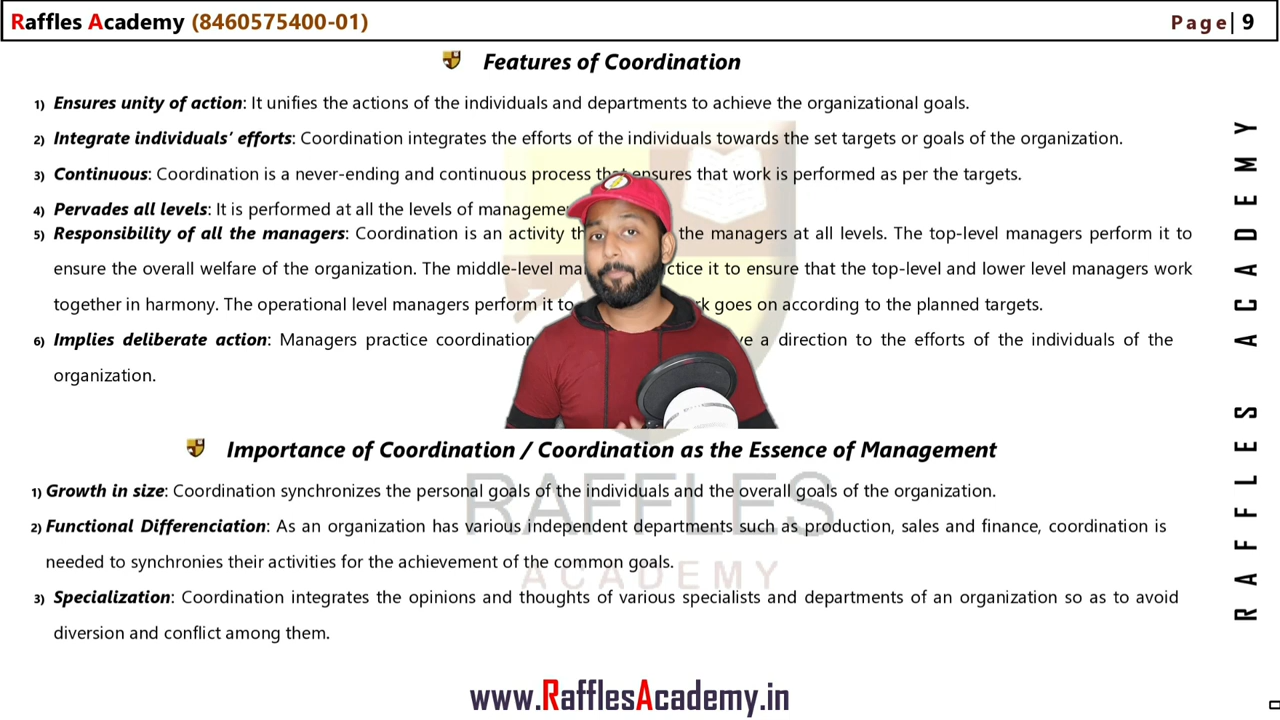 Raffles Academy (8460575400-01)
Page| 9
Features of Coordination
1) Ensures unity of action: It unifies the actions of the individuals and departments to achieve the organizational goals.
2) Integrate individuals’ efforts: Coordination integrates the efforts of the individuals towards the set targets or goals of the organization.
3) Continuous: Coordination is a never-ending and continuous process that ensures that work is performed as per the targets.
4) Pervades all levels: It is performed at all the levels of
5) Responsibility of all the managers: Coordination is an activity the managers at all levels. The top-level managers perform it to
ensure the overall welfare of the organization. The middle-level it to ensure that the top-level and lower level managers work
together in harmony. The operational level managers perform it to goes on according to the planned targets.
6) Implies deliberate action: Managers practice coordination a direction to the efforts of the individuals of the
organization.
Importance of Coordination / Coordination as the Essence of Management
1) Growth in size: Coordination synchronizes the personal goals of the individuals and the overall goals of the organization.
2) Functional Differenciation: As an organization has various independent departments such as production, sales and finance, coordination is
needed to synchronies their activities for the achievement of the common goals.
3) Specialization: Coordination integrates the opinions and thoughts of various specialists and departments of an organization so as to avoid
diversion and conflict among them.
RAFFLES
ACADEMY
www.RafflesAcademy.in
RAFFLES ACADEMY